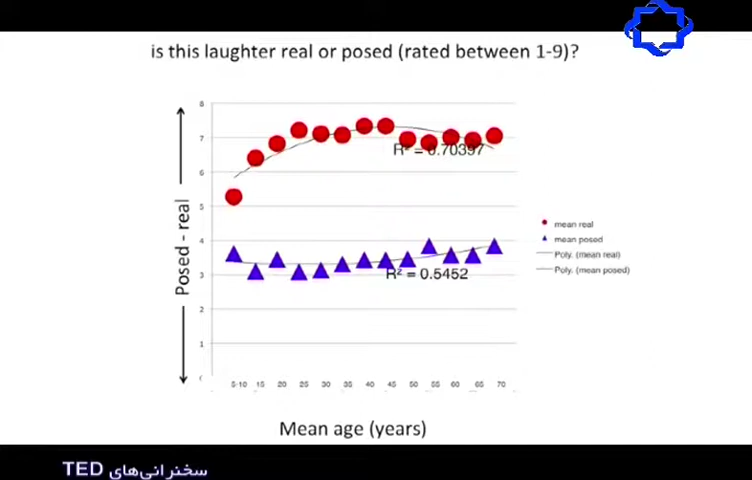 is this laughter real or posed (rated between 1-9)?
8
7
6
5
4
3
2
1
Posed - real
R² = 0.70397
R² = 0.5452
mean real
mean posed
Poly. (mean real)
Poly. (mean posed)
5-10 15 20 25 30 35 40 45 50 55 60 65 70
Mean age (years)
سخنرانی‌های TED